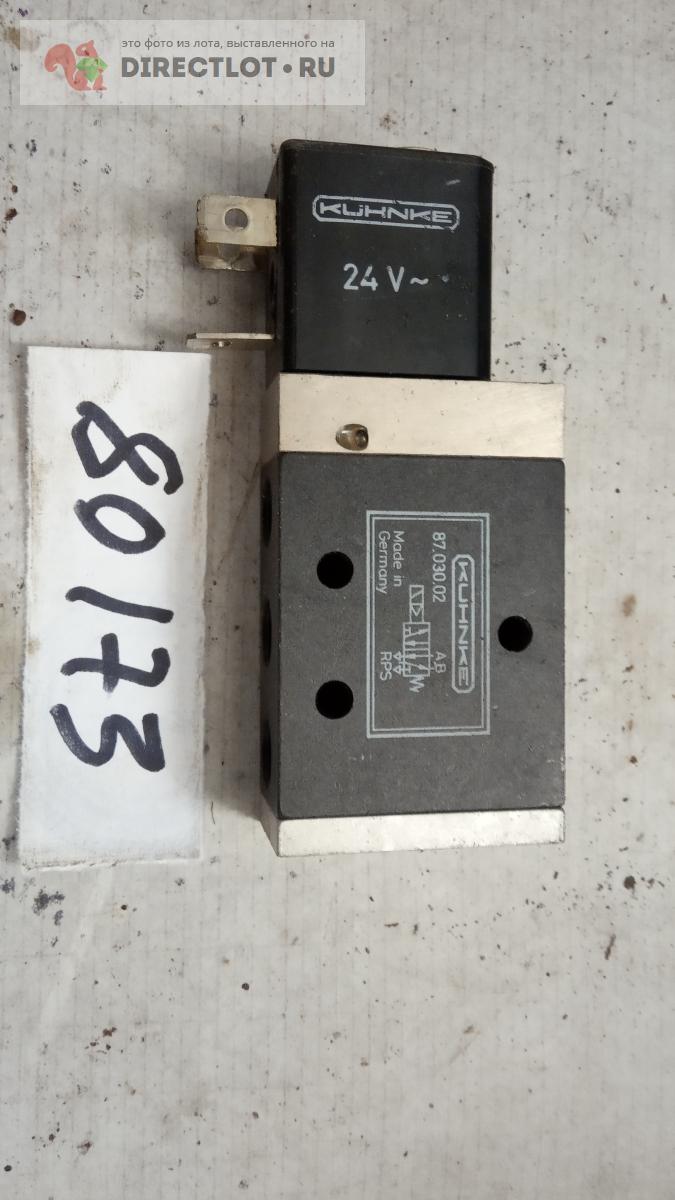 это фото из лота, выставленного на
DIRECTLOT.RU
KUHNKE
24 V~
80173
KUHNKE
87.030.02
A B
RPS
Made in
Germany